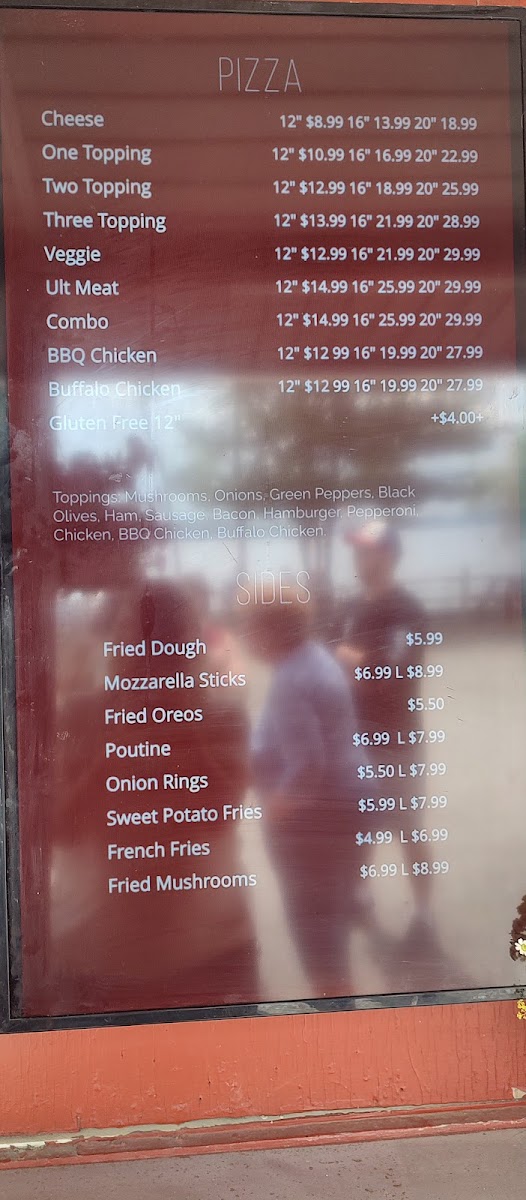 PIZZA
Cheese 12" $8.99 16" 13.99 20" 18.99
One Topping 12" $10.99 16" 16.99 20" 22.99
Two Topping 12" $12.99 16" 18.99 20" 25.99
Three Topping 12" $13.99 16" 21.99 20" 28.99
Veggie 12" $12.99 16" 21.99 20" 29.99
Ult Meat 12" $14.99 16" 25.99 20" 29.99
Combo 12" $14.99 16" 25.99 20" 29.99
BBQ Chicken 12" $12 99 16" 19.99 20" 27.99
Buffalo Chicken 12" $12 99 16" 19.99 20" 27.99
Gluten Free 12" +$4.00+
Toppings: Mushrooms, Onions, Green Peppers, Black
Olives, Ham, Sausage, Bacon, Hamburger, Pepperoni,
Chicken, BBQ Chicken, Buffalo Chicken.
SIDES
Fried Dough $5.99
Mozzarella Sticks $6.99 L $8.99
Fried Oreos $5.50
Poutine $6.99 L $7.99
Onion Rings $5.50 L $7.99
Sweet Potato Fries $5.99 L $7.99
French Fries $4.99 L $6.99
Fried Mushrooms $6.99 L $8.99